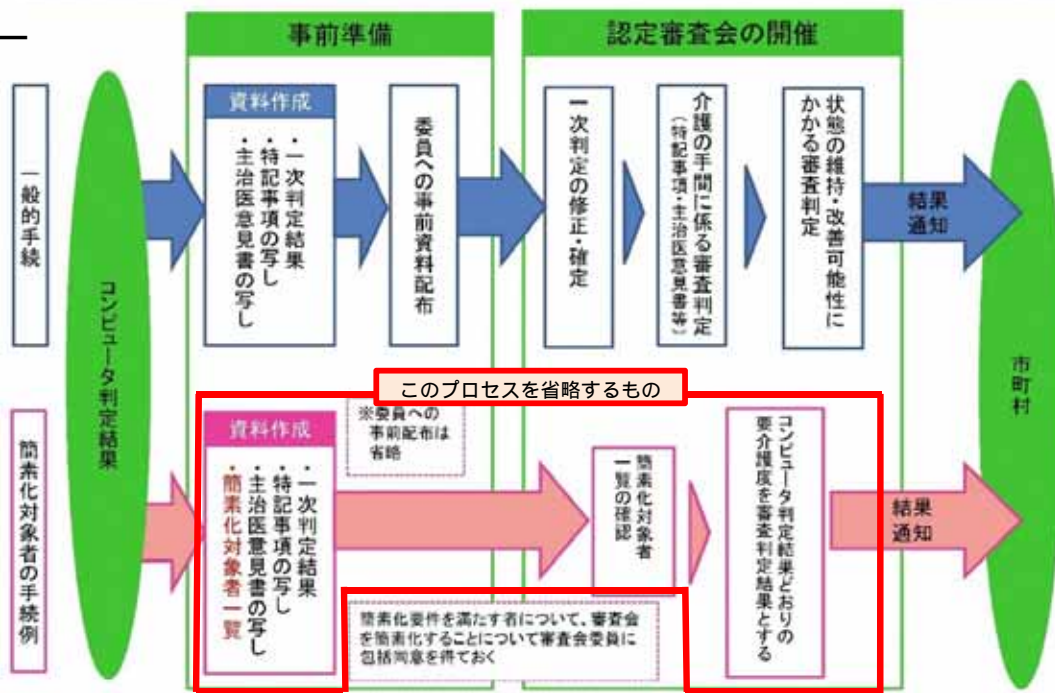 事前準備
認定審査会の開催
一般的手続
コンピュータ判定結果
資料作成
・一次判定結果
・特記事項の写し
・主治医意見書の写し
委員への事前資料配布
一次判定の修正・確定
介護の手間に係る審査判定
(特記事項・主治医意見書等)
状態の維持・改善可能性に
かかる審査判定
結果
通知
市町村
このプロセスを省略するもの
簡素化対象者の手続例
資料作成
・一次判定結果
・特記事項の写し
・主治医意見書の写し
・簡素化対象者一覧
※委員への
事前配布は
省略
簡素化対象者
一覧の確認
コンピュータ判定結果どおりの
要介護度を審査判定結果とする
結果
通知
簡素化要件を満たす者について、審査会
を簡素化することについて審査会委員に
包括同意を得ておく